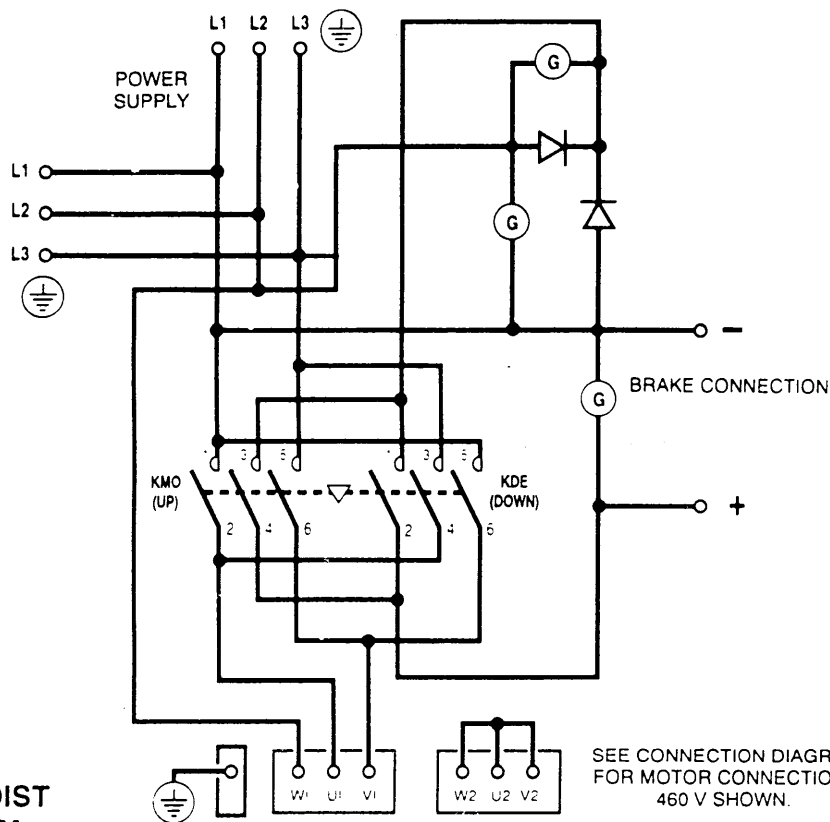 L1 L2 L3
POWER
SUPPLY
G
L1
L2
G
L3
−
G
BRAKE CONNECTION
1 3 5 1 3 5
KMO
(UP)
KDE
(DOWN)
+
2 4 6 2 4 6
SEE CONNECTION DIAGR
FOR MOTOR CONNECTIO
460 V SHOWN.
W1 U1 V1
W2 U2 V2
OIST